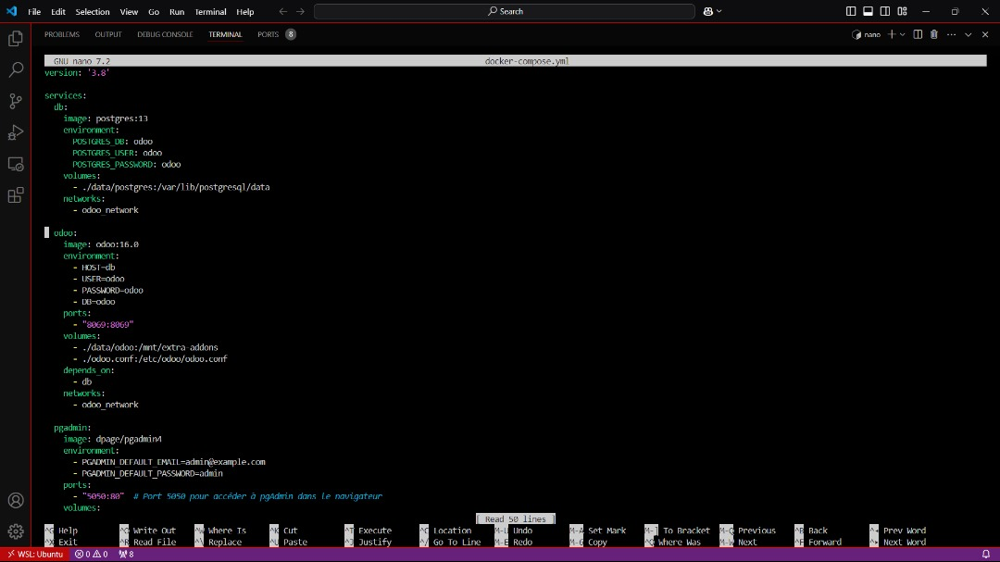 File Edit Selection View Go Run Terminal Help Search
PROBLEMS OUTPUT DEBUG CONSOLE TERMINAL PORTS 8 nano
GNU nano 7.2 docker-compose.yml
version: '3.8'
services:
db:
image: postgres:13
environment:
POSTGRES_DB: odoo
POSTGRES_USER: odoo
POSTGRES_PASSWORD: odoo
volumes:
- ./data/postgres:/var/lib/postgresql/data
networks:
- odoo_network
odoo:
image: odoo:16.0
environment:
- HOST=db
- USER=odoo
- PASSWORD=odoo
- DB=odoo
ports:
- "8069:8069"
volumes:
- ./data/odoo:/mnt/extra-addons
- ./odoo.conf:/etc/odoo/odoo.conf
depends_on:
- db
networks:
- odoo_network
pgadmin:
image: dpage/pgadmin4
environment:
- PGADMIN_DEFAULT_EMAIL=admin@example.com
- PGADMIN_DEFAULT_PASSWORD=admin
ports:
- "5050:80" # Port 5050 pour accéder à pgAdmin dans le navigateur
volumes:
[ Read 50 lines ]
^G Help ^O Write Out ^W Where Is ^K Cut ^T Execute ^C Location M-U Undo M-A Set Mark M-] To Bracket M-Q Previous ^B Back ^◂ Prev Word
^X Exit ^R Read File ^\ Replace ^U Paste ^J Justify ^/ Go To Line M-E Redo M-6 Copy ^Q Where Was M-W Next ^F Forward ^▸ Next Word
WSL: Ubuntu 0 0 8